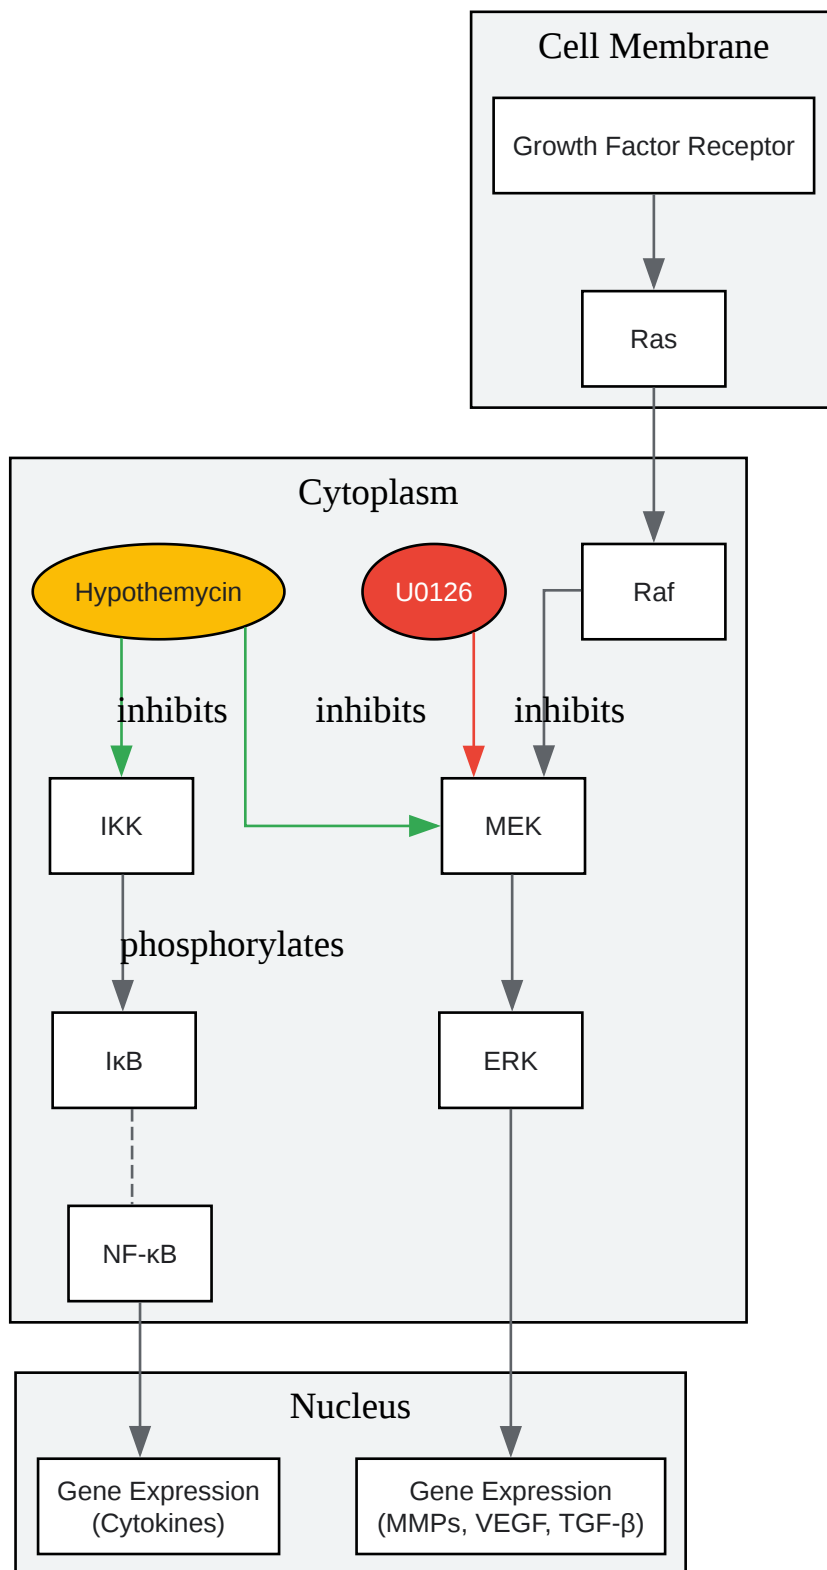 Cell Membrane
Growth Factor Receptor
Ras
Cytoplasm
Hypothemycin
U0126
Raf
inhibits
inhibits
inhibits
IKK
MEK
phosphorylates
IκB
ERK
NF-κB
Nucleus
Gene Expression
(Cytokines)
Gene Expression
(MMPs, VEGF, TGF-β)